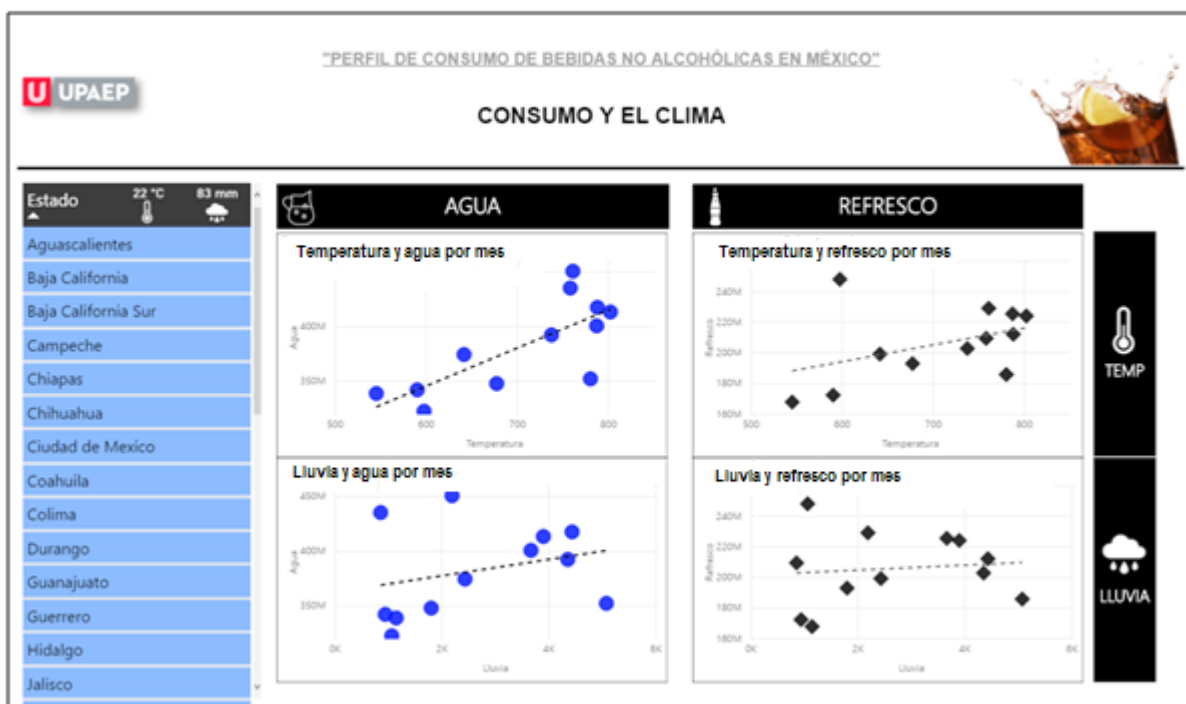 "PERFIL DE CONSUMO DE BEBIDAS NO ALCOHÓLICAS EN MÉXICO"
U UPAEP
CONSUMO Y EL CLIMA
Estado 22 °C 83 mm
Aguascalientes
Baja California
Baja California Sur
Campeche
Chiapas
Chihuahua
Ciudad de Mexico
Coahuila
Colima
Durango
Guanajuato
Guerrero
Hidalgo
Jalisco
AGUA
Temperatura y agua por mes
Agua
400M
350M
500 600 700 800
Temperatura
Lluvia y agua por mes
Agua
450M
400M
350M
0K 2K 4K 6K
Lluvia
REFRESCO
Temperatura y refresco por mes
Refresco
240M
220M
200M
180M
160M
500 600 700 800
Temperatura
Lluvia y refresco por mes
Refresco
240M
220M
200M
180M
160M
0K 2K 4K 6K
Lluvia
TEMP
LLUVIA